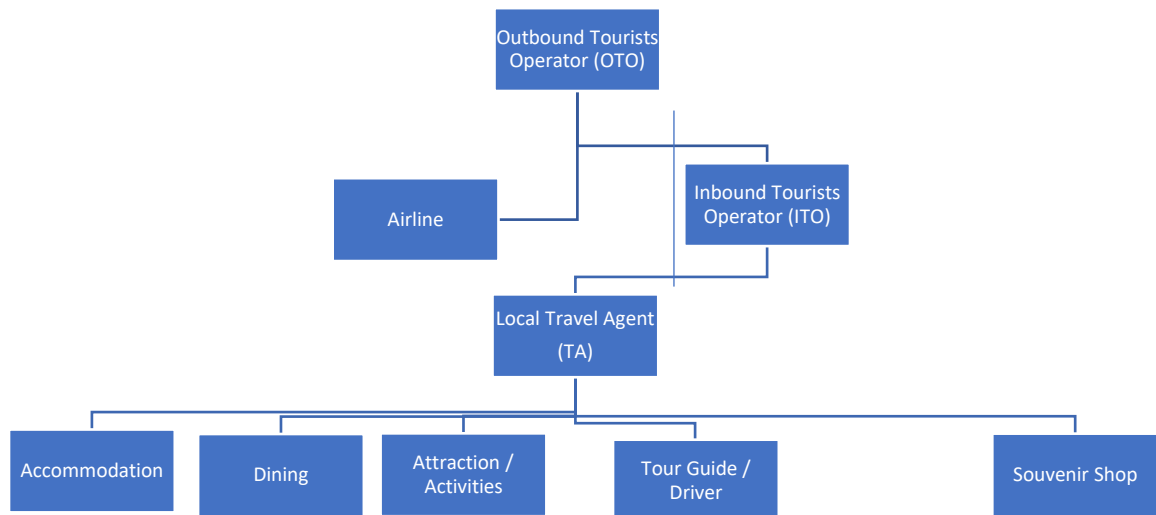 Outbound Tourists
Operator (OTO)
Airline
Inbound Tourists
Operator (ITO)
Local Travel Agent
(TA)
Accommodation
Dining
Attraction /
Activities
Tour Guide /
Driver
Souvenir Shop